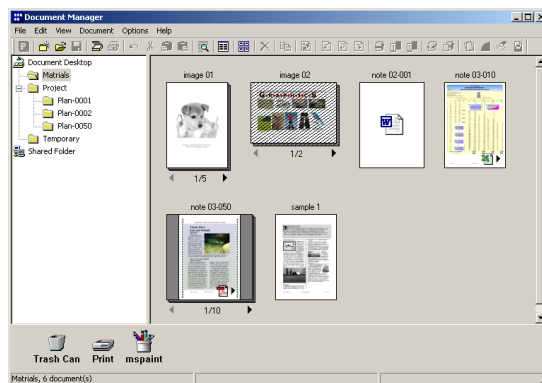 Document Manager
File Edit View Document Options Help
Document Desktop
Matrials
Project
Plan-0001
Plan-0002
Plan-0050
Temporary
Shared Folder
image 01
image 02
note 02-001
note 03-010
1/5
1/2
note 03-050
sample 1
1/10
Trash Can
Print
mspaint
Matrials, 6 document(s)